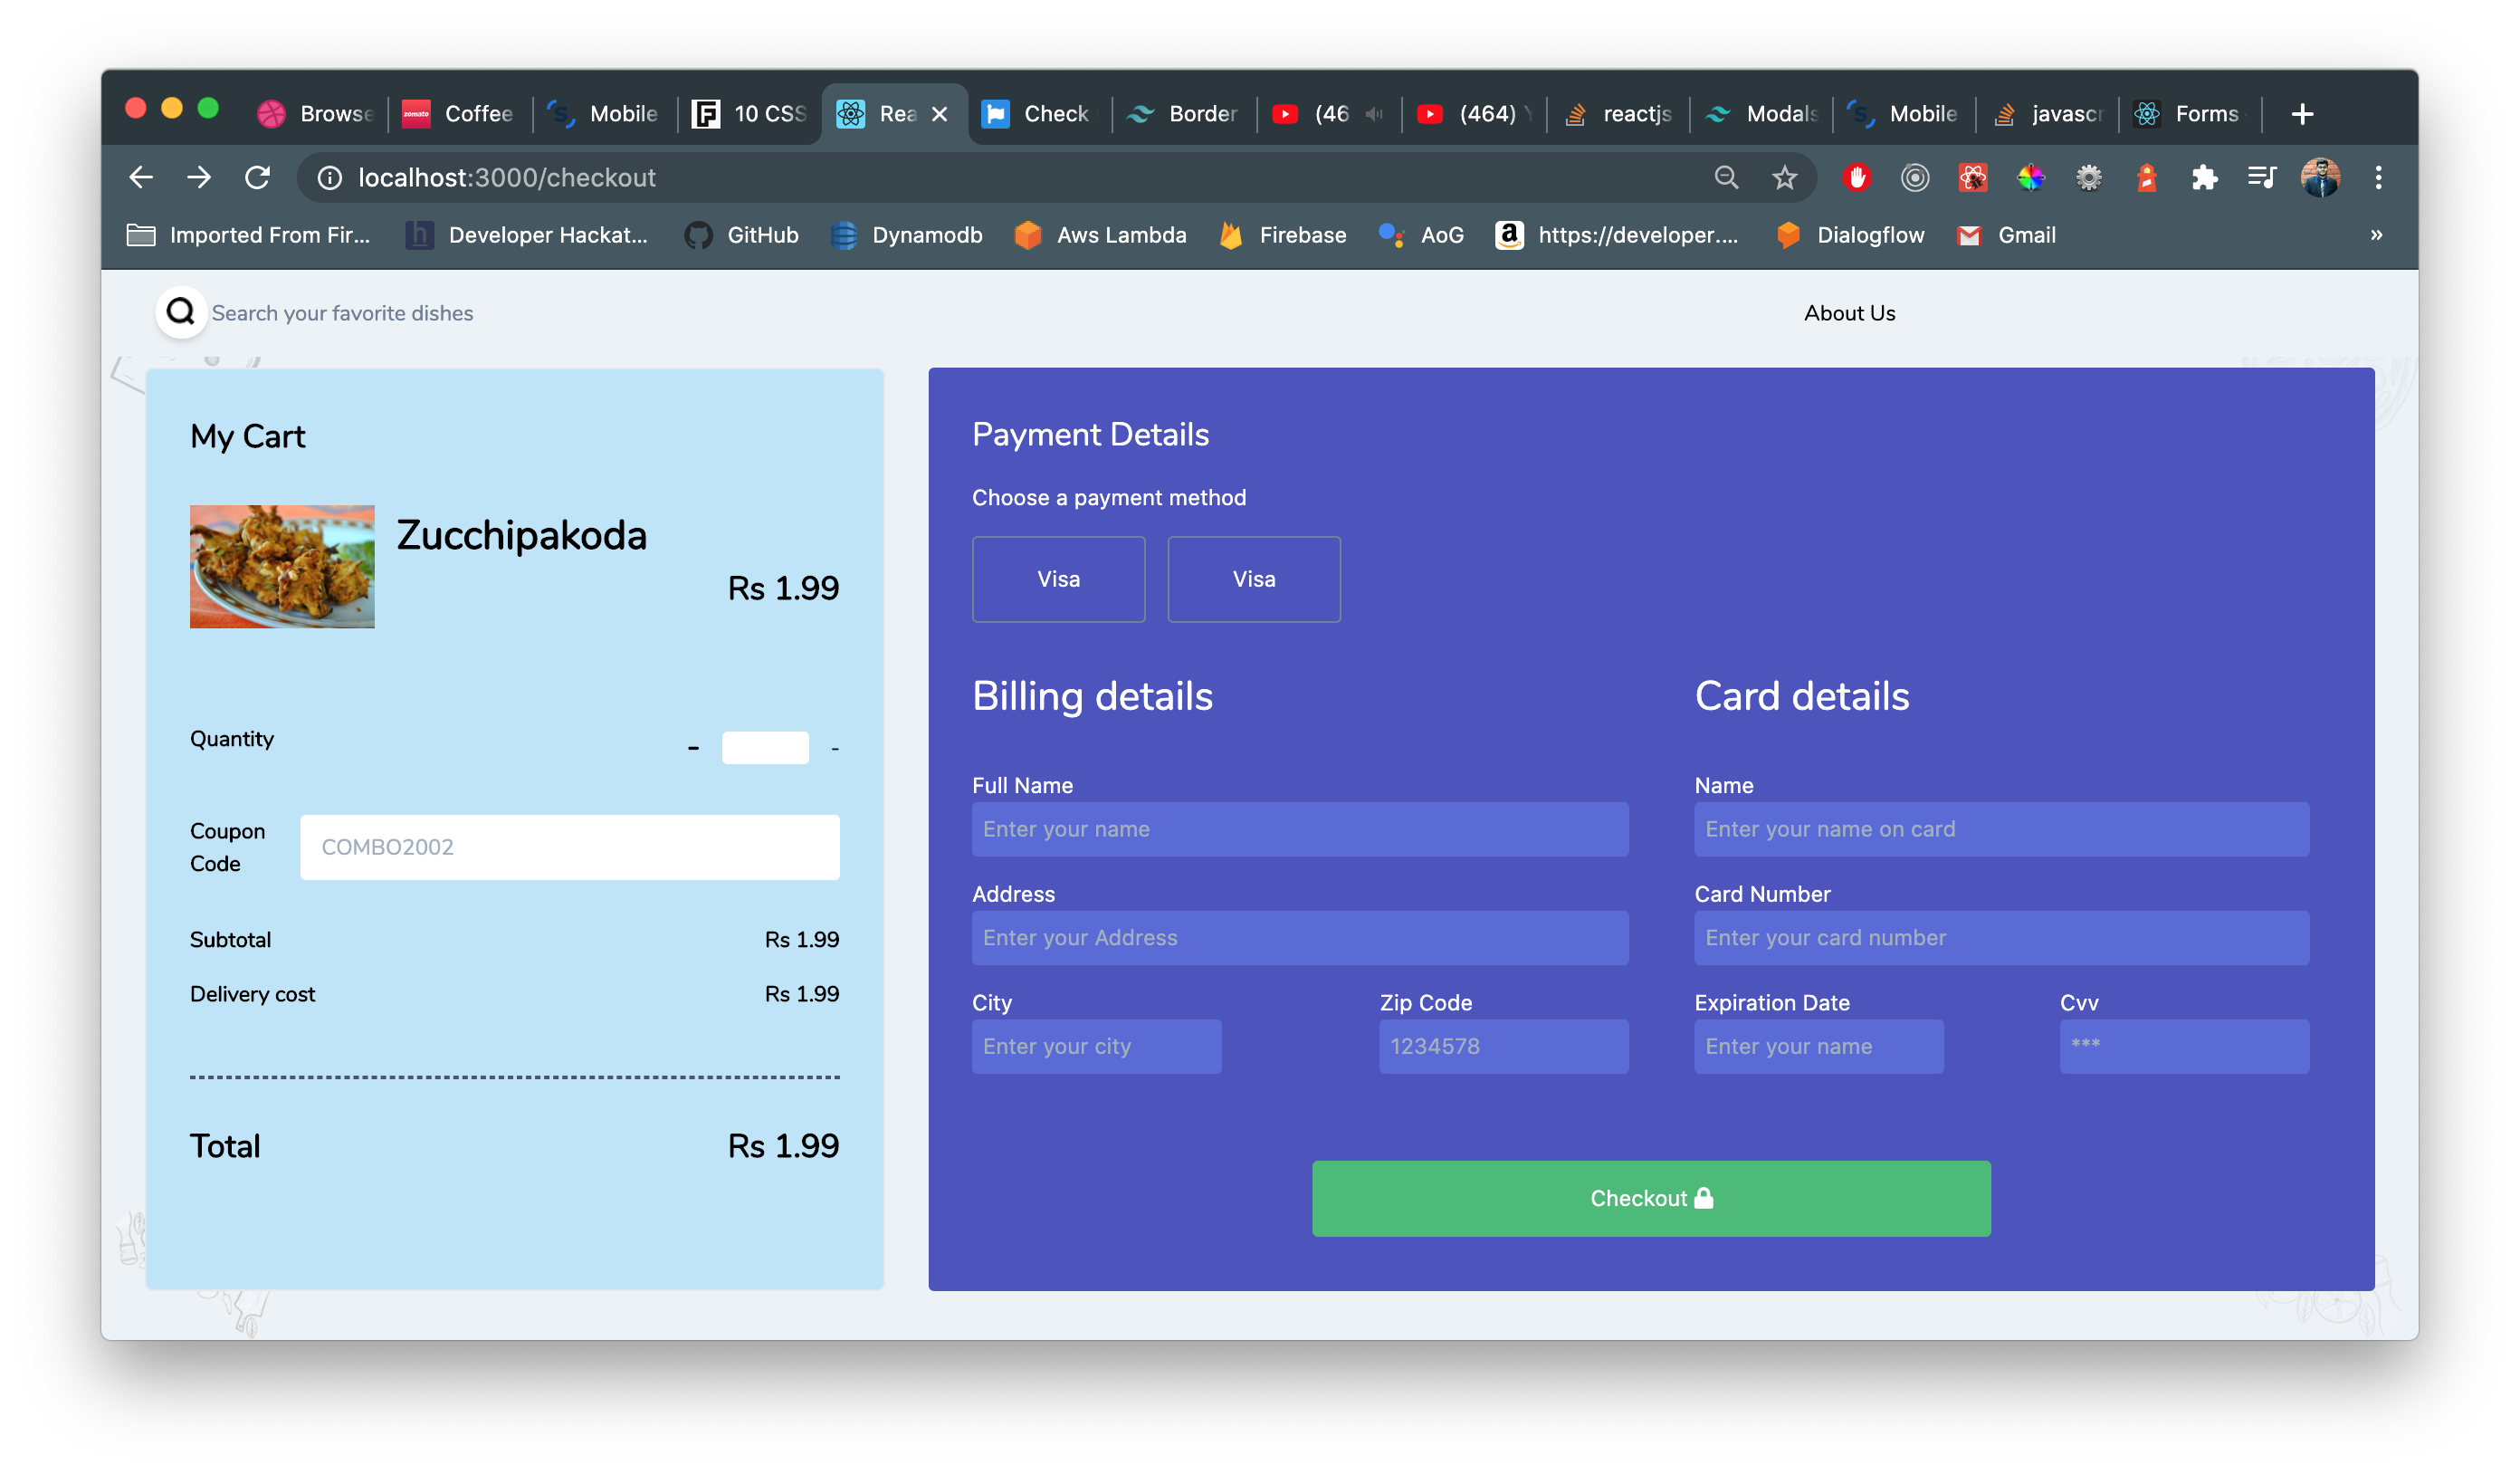 Browse
zomato
Coffee
Mobile
10 CSS
Rea
Check
Border
(46
(464)
reactjs
Modals
Mobile
javascr
Forms
localhost:3000/checkout
Imported From Fir...
h
Developer Hackat...
GitHub
Dynamodb
Aws Lambda
Firebase
AoG
a
https://developer....
Dialogflow
Gmail
»
Search your favorite dishes
About Us
My Cart
Zucchipakoda
Rs 1.99
Quantity
-
-
Coupon
Code
COMBO2002
Subtotal
Rs 1.99
Delivery cost
Rs 1.99
Total
Rs 1.99
Payment Details
Choose a payment method
Visa
Visa
Billing details
Full Name
Enter your name
Address
Enter your Address
City
Zip Code
Enter your city
1234578
Card details
Name
Enter your name on card
Card Number
Enter your card number
Expiration Date
Cvv
Enter your name
***
Checkout